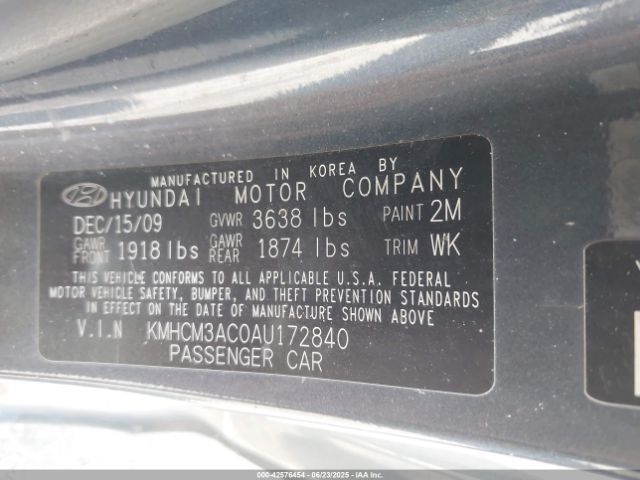 MANUFACTURED IN KOREA BY
HYUNDAI MOTOR COMPANY
DEC/15/09 GVWR 3638 lbs PAINT 2M
GAWR FRONT 1918 lbs GAWR REAR 1874 lbs TRIM WK
THIS VEHICLE CONFORMS TO ALL APPLICABLE U.S.A. FEDERAL
MOTOR VEHICLE SAFETY, BUMPER, AND THEFT PREVENTION STANDARDS
IN EFFECT ON THE DATE OF MANUFACTURE SHOWN ABOVE
V.I.N KMHCM3AC0AU172840
PASSENGER CAR
000-42576454 - 06/23/2025 - IAAI.COM